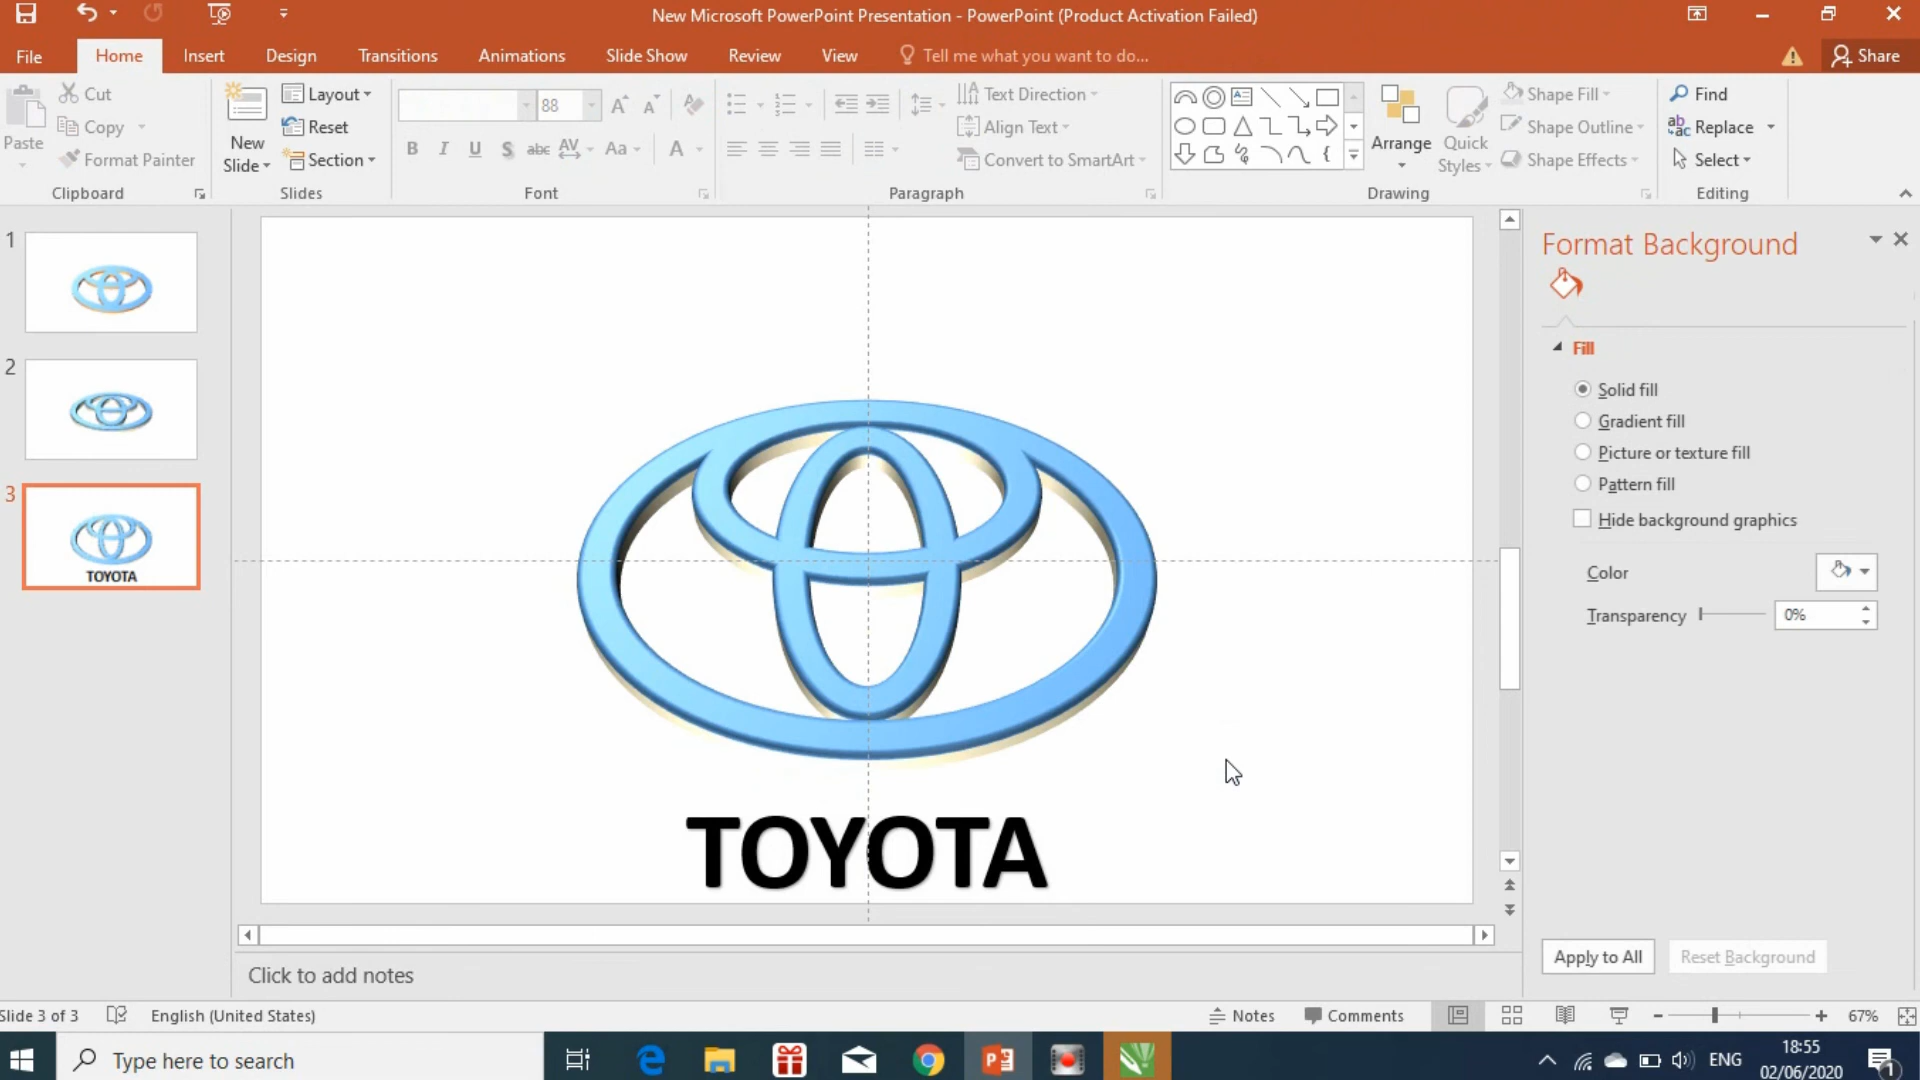 New Microsoft PowerPoint Presentation - PowerPoint (Product Activation Failed)
File Home Insert Design Transitions Animations Slide Show Review View Tell me what you want to do... Share
Paste
Cut
Copy
Format Painter
Clipboard
New
Slide
Layout
Reset
Section
Slides
88
B I U S abc AV Aa A
Font
Text Direction
Align Text
Convert to SmartArt
Paragraph
Arrange
Quick
Styles
Shape Fill
Shape Outline
Shape Effects
Drawing
Find
Replace
Select
Editing
1
2
3
TOYOTA
TOYOTA
Format Background
Fill
Solid fill
Gradient fill
Picture or texture fill
Pattern fill
Hide background graphics
Color
Transparency 0%
Apply to All Reset Background
Click to add notes
Slide 3 of 3 English (United States) Notes Comments 67%
Type here to search
ENG
18:55
02/06/2020
1